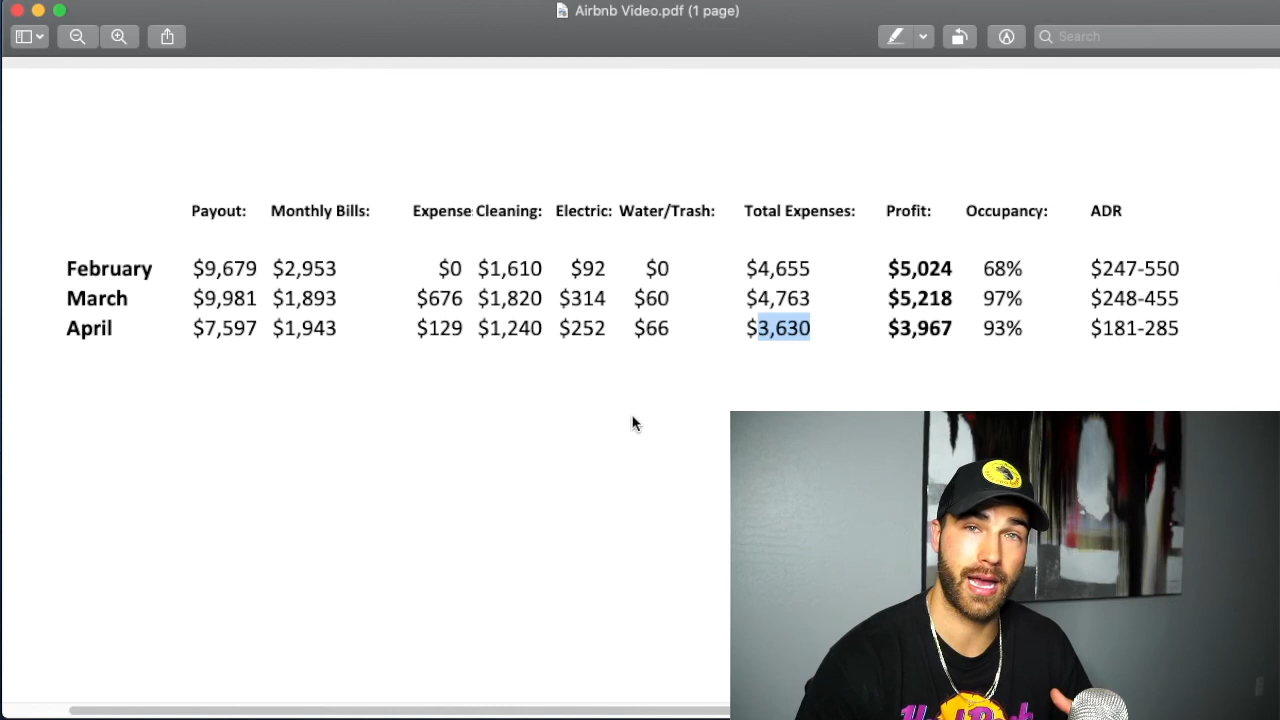 Airbnb Video.pdf (1 page)
Search
Payout: Monthly Bills: Expense: Cleaning: Electric: Water/Trash: Total Expenses: Profit: Occupancy: ADR
February $9,679 $2,953 $0 $1,610 $92 $0 $4,655 $5,024 68% $247-550
March $9,981 $1,893 $676 $1,820 $314 $60 $4,763 $5,218 97% $248-455
April $7,597 $1,943 $129 $1,240 $252 $66 $3,630 $3,967 93% $181-285